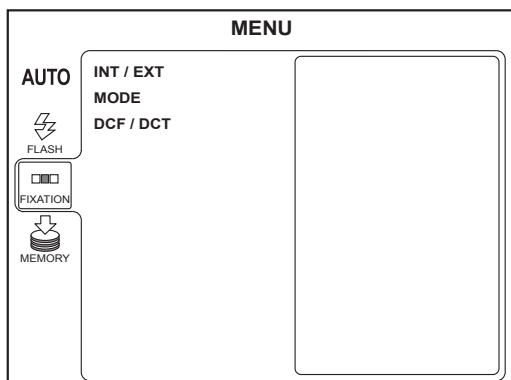 MENU
AUTO
FLASH
FIXATION
MEMORY
INT / EXT
MODE
DCF / DCT